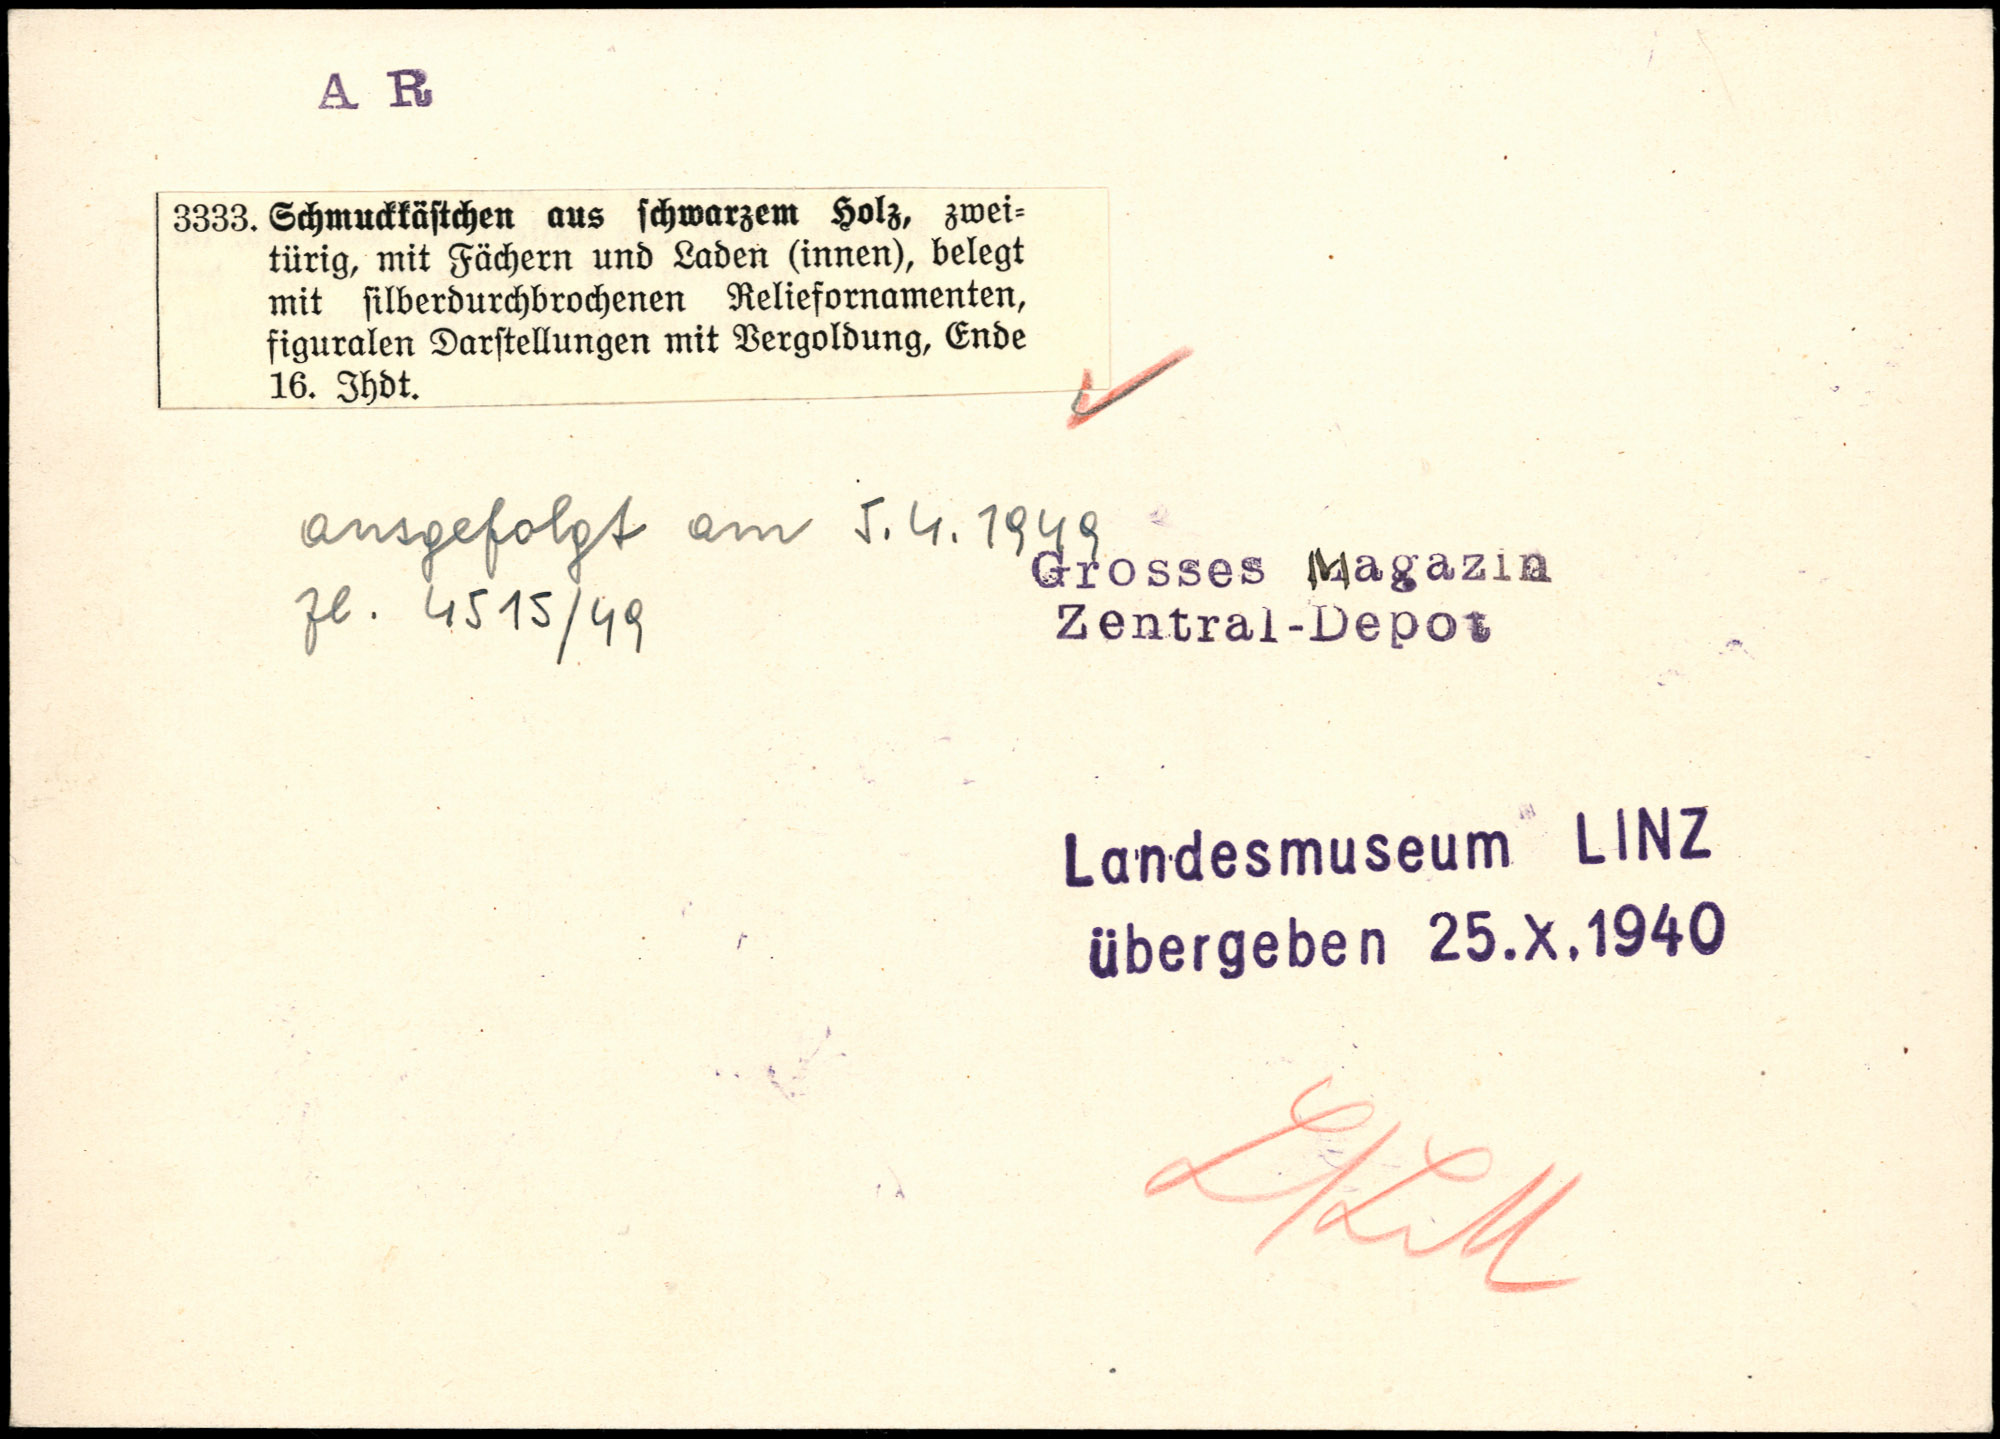 A R
3333. Schmuckkästchen aus schwarzem Holz, zwei=
türig, mit Fächern und Laden (innen), belegt
mit silberdurchbrochenen Reliefornamenten,
figuralen Darstellungen mit Vergoldung, Ende
16. Jhdt.
ausgefolgt am 5.4.1949
Zl. 4515/49
Grosses Magazin
Zentral-Depot
Landesmuseum LINZ
übergeben 25.X.1940